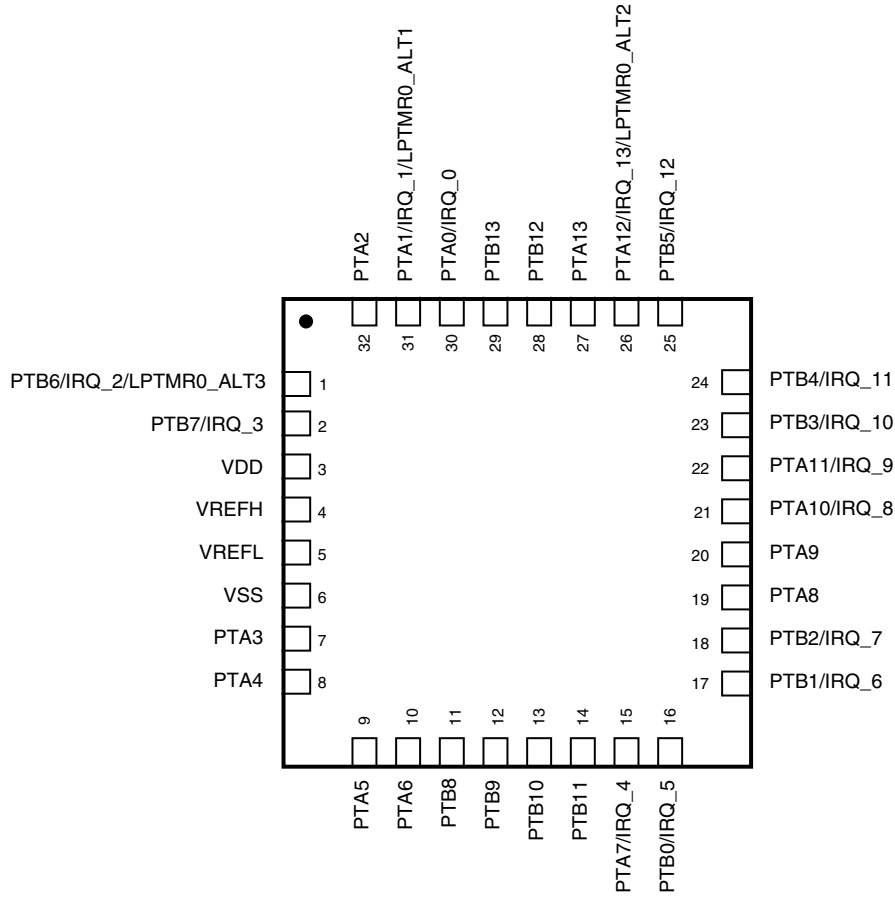 PTA2
PTA1/IRQ_1/LPTMR0_ALT1
PTA0/IRQ_0
PTB13
PTB12
PTA13
PTA12/IRQ_13/LPTMR0_ALT2
PTB5/IRQ_12
32
31
30
29
28
27
26
25
PTB6/IRQ_2/LPTMR0_ALT3
1
PTB7/IRQ_3
2
VDD
3
VREFH
4
VREFL
5
VSS
6
PTA3
7
PTA4
8
24
PTB4/IRQ_11
23
PTB3/IRQ_10
22
PTA11/IRQ_9
21
PTA10/IRQ_8
20
PTA9
19
PTA8
18
PTB2/IRQ_7
17
PTB1/IRQ_6
9
10
11
12
13
14
15
16
PTA5
PTA6
PTB8
PTB9
PTB10
PTB11
PTA7/IRQ_4
PTB0/IRQ_5